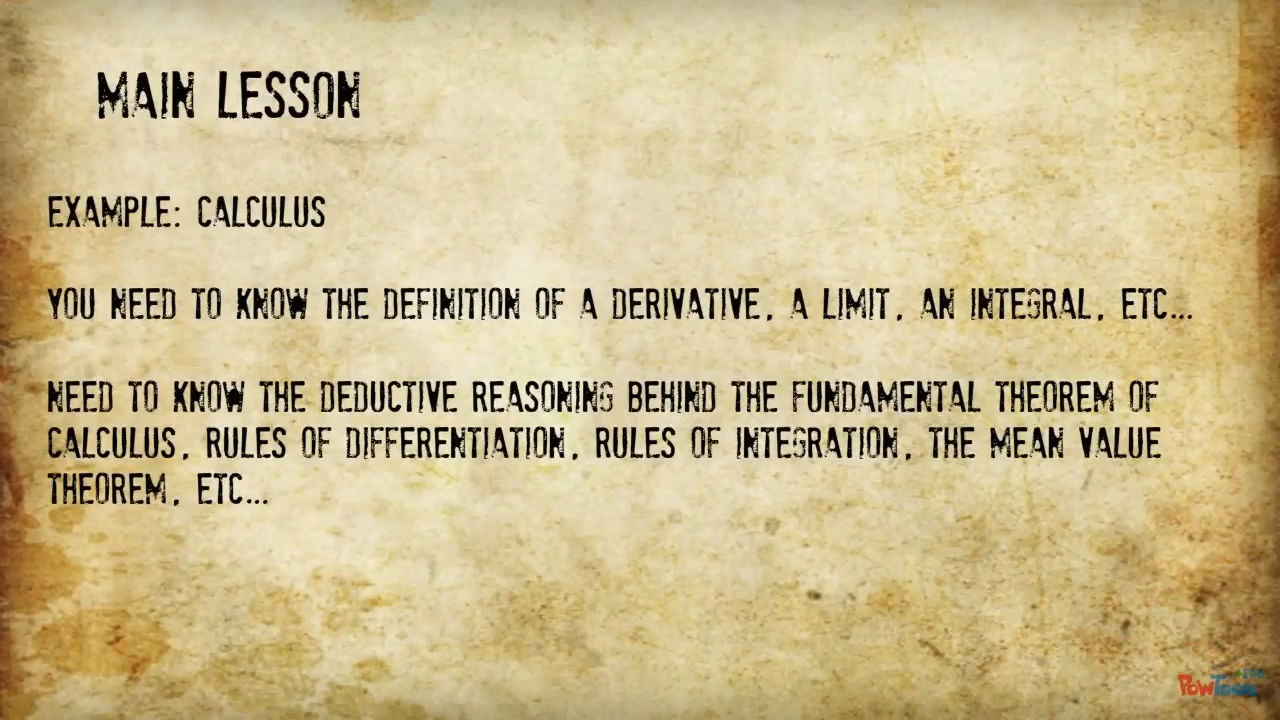 MAIN LESSON
EXAMPLE: CALCULUS
YOU NEED TO KNOW THE DEFINITION OF A DERIVATIVE, A LIMIT, AN INTEGRAL, ETC...
NEED TO KNOW THE DEDUCTIVE REASONING BEHIND THE FUNDAMENTAL THEOREM OF
CALCULUS, RULES OF DIFFERENTIATION, RULES OF INTEGRATION, THE MEAN VALUE
THEOREM, ETC...
PowToon